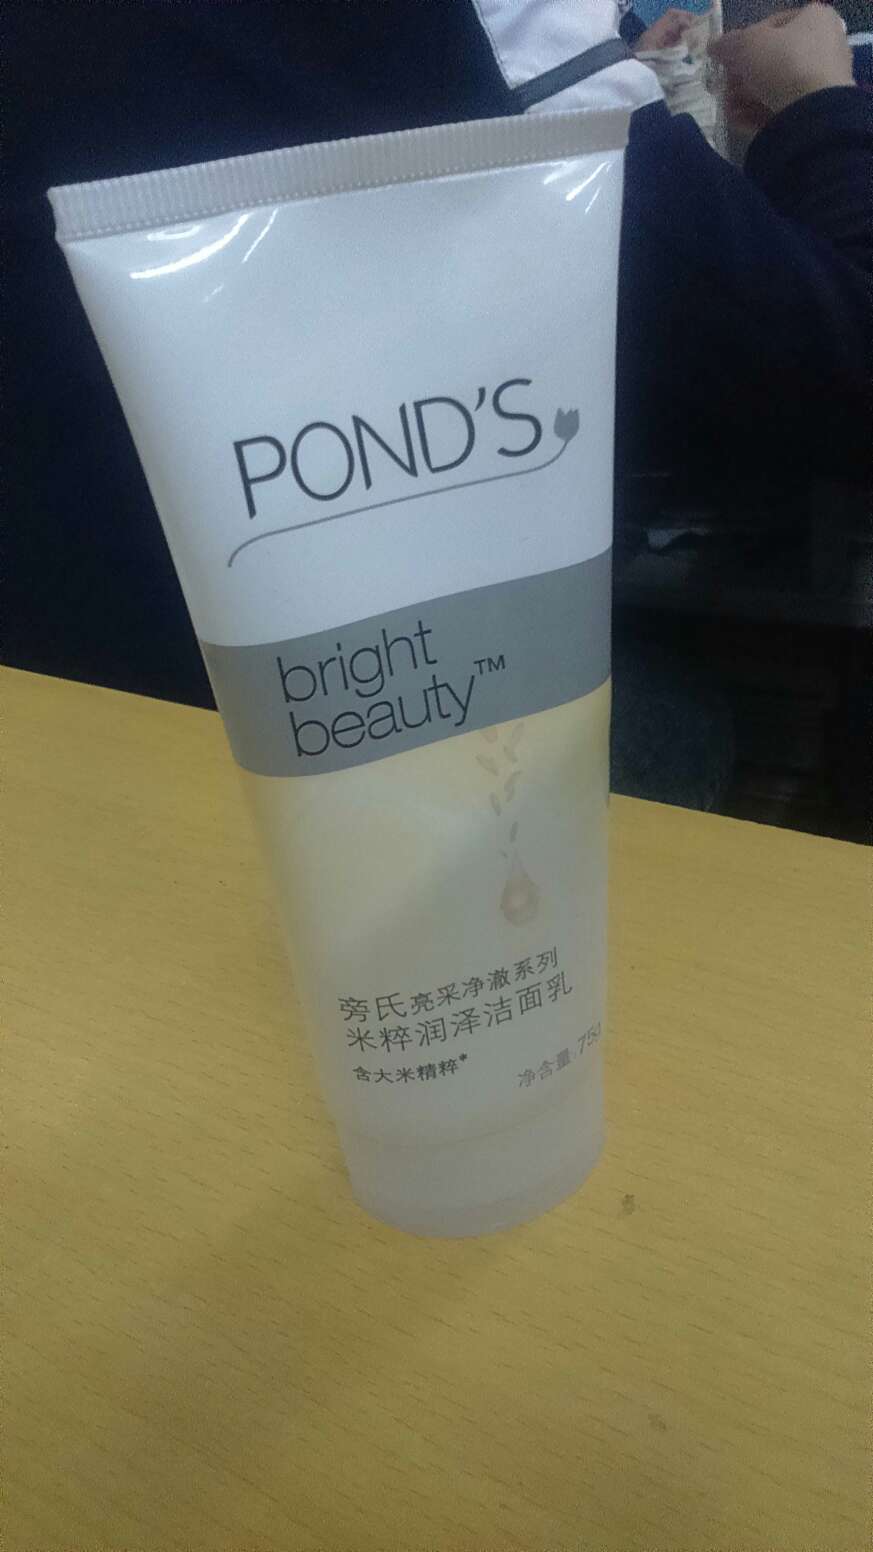 POND'S
bright
beauty™
旁氏亮采净澈系列
米粹润泽洁面乳
含大米精粹*
净含量:75g